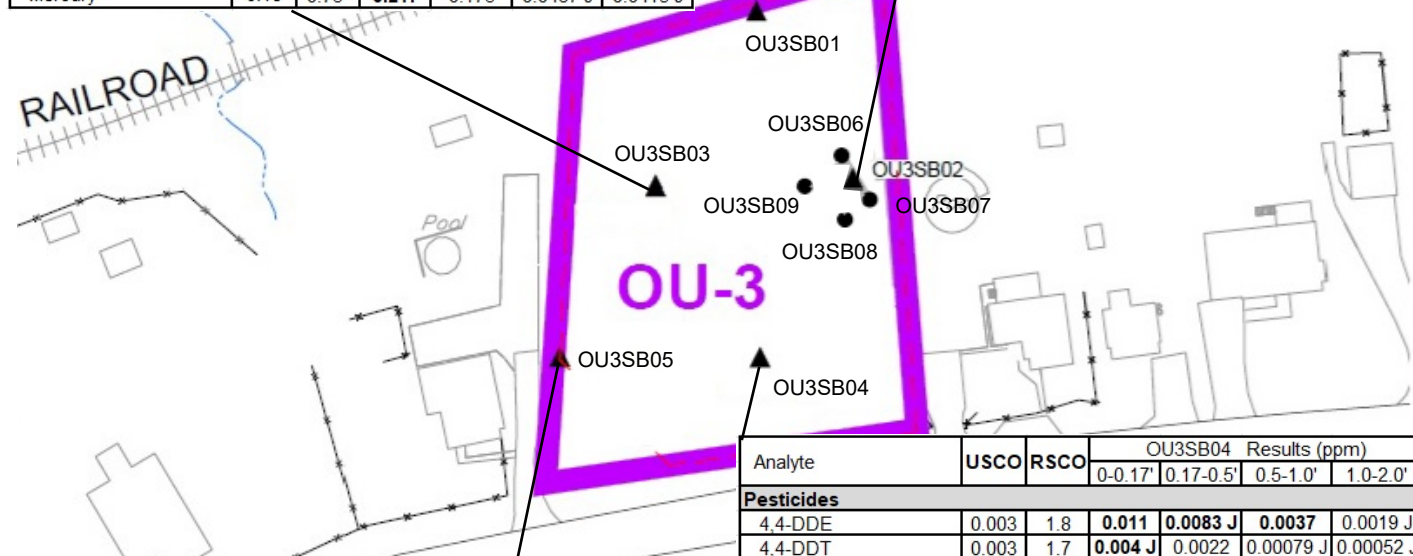 OU3SB01
RAILROAD
OU3SB06
OU3SB03
OU3SB02
OU3SB09
OU3SB07
Pool
OU3SB08
OU-3
OU3SB05
OU3SB04
Analyte USCO RSCO OU3SB04 Results (ppm)
0-0.17' 0.17-0.5' 0.5-1.0' 1.0-2.0'
Pesticides
4,4-DDE 0.003 1.8 0.011 0.0083 J 0.0037 0.0019 J
4,4-DDT 0.003 1.7 0.004 J 0.0022 0.00079 J 0.00052 J